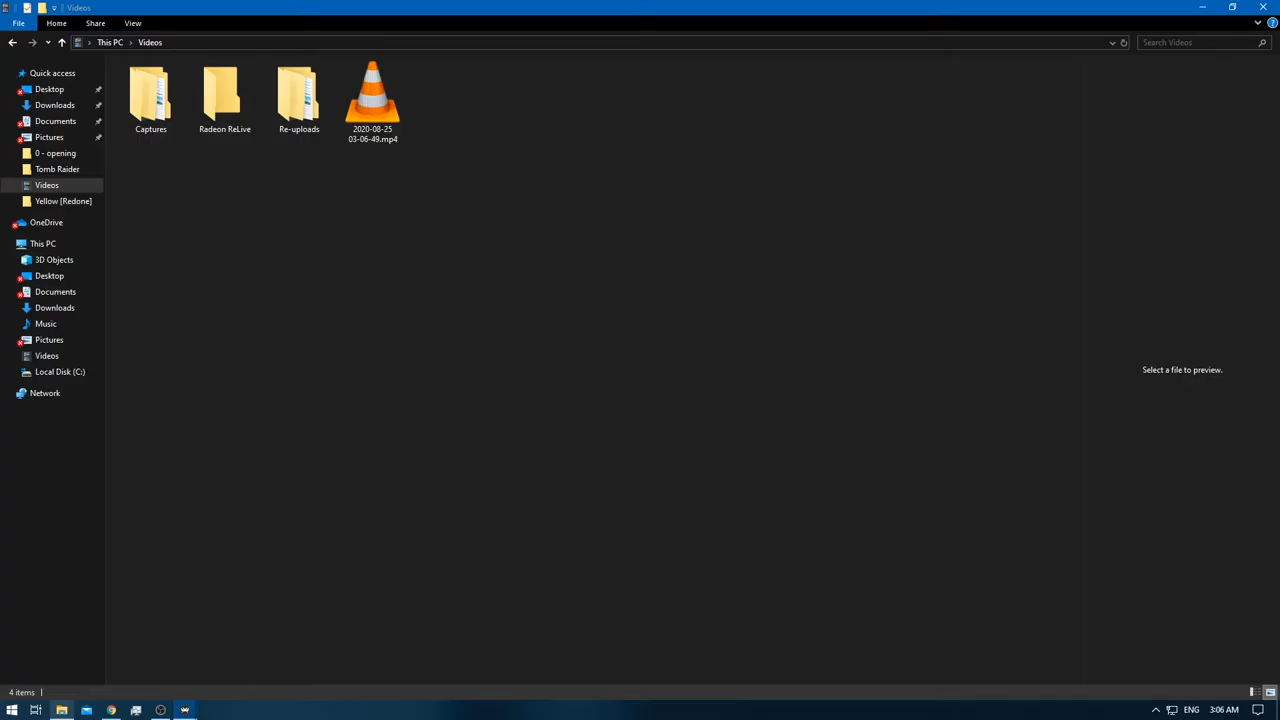 Videos
File Home Share View
This PC Videos Search Videos
Quick access
Desktop
Downloads
Documents
Pictures
0 - opening
Tomb Raider
Videos
Yellow [Redone]
OneDrive
This PC
3D Objects
Desktop
Documents
Downloads
Music
Pictures
Videos
Local Disk (C:)
Network
Captures
Radeon ReLive
Re-uploads
2020-08-25
03-06-49.mp4
Select a file to preview.
4 items
ENG 3:06 AM